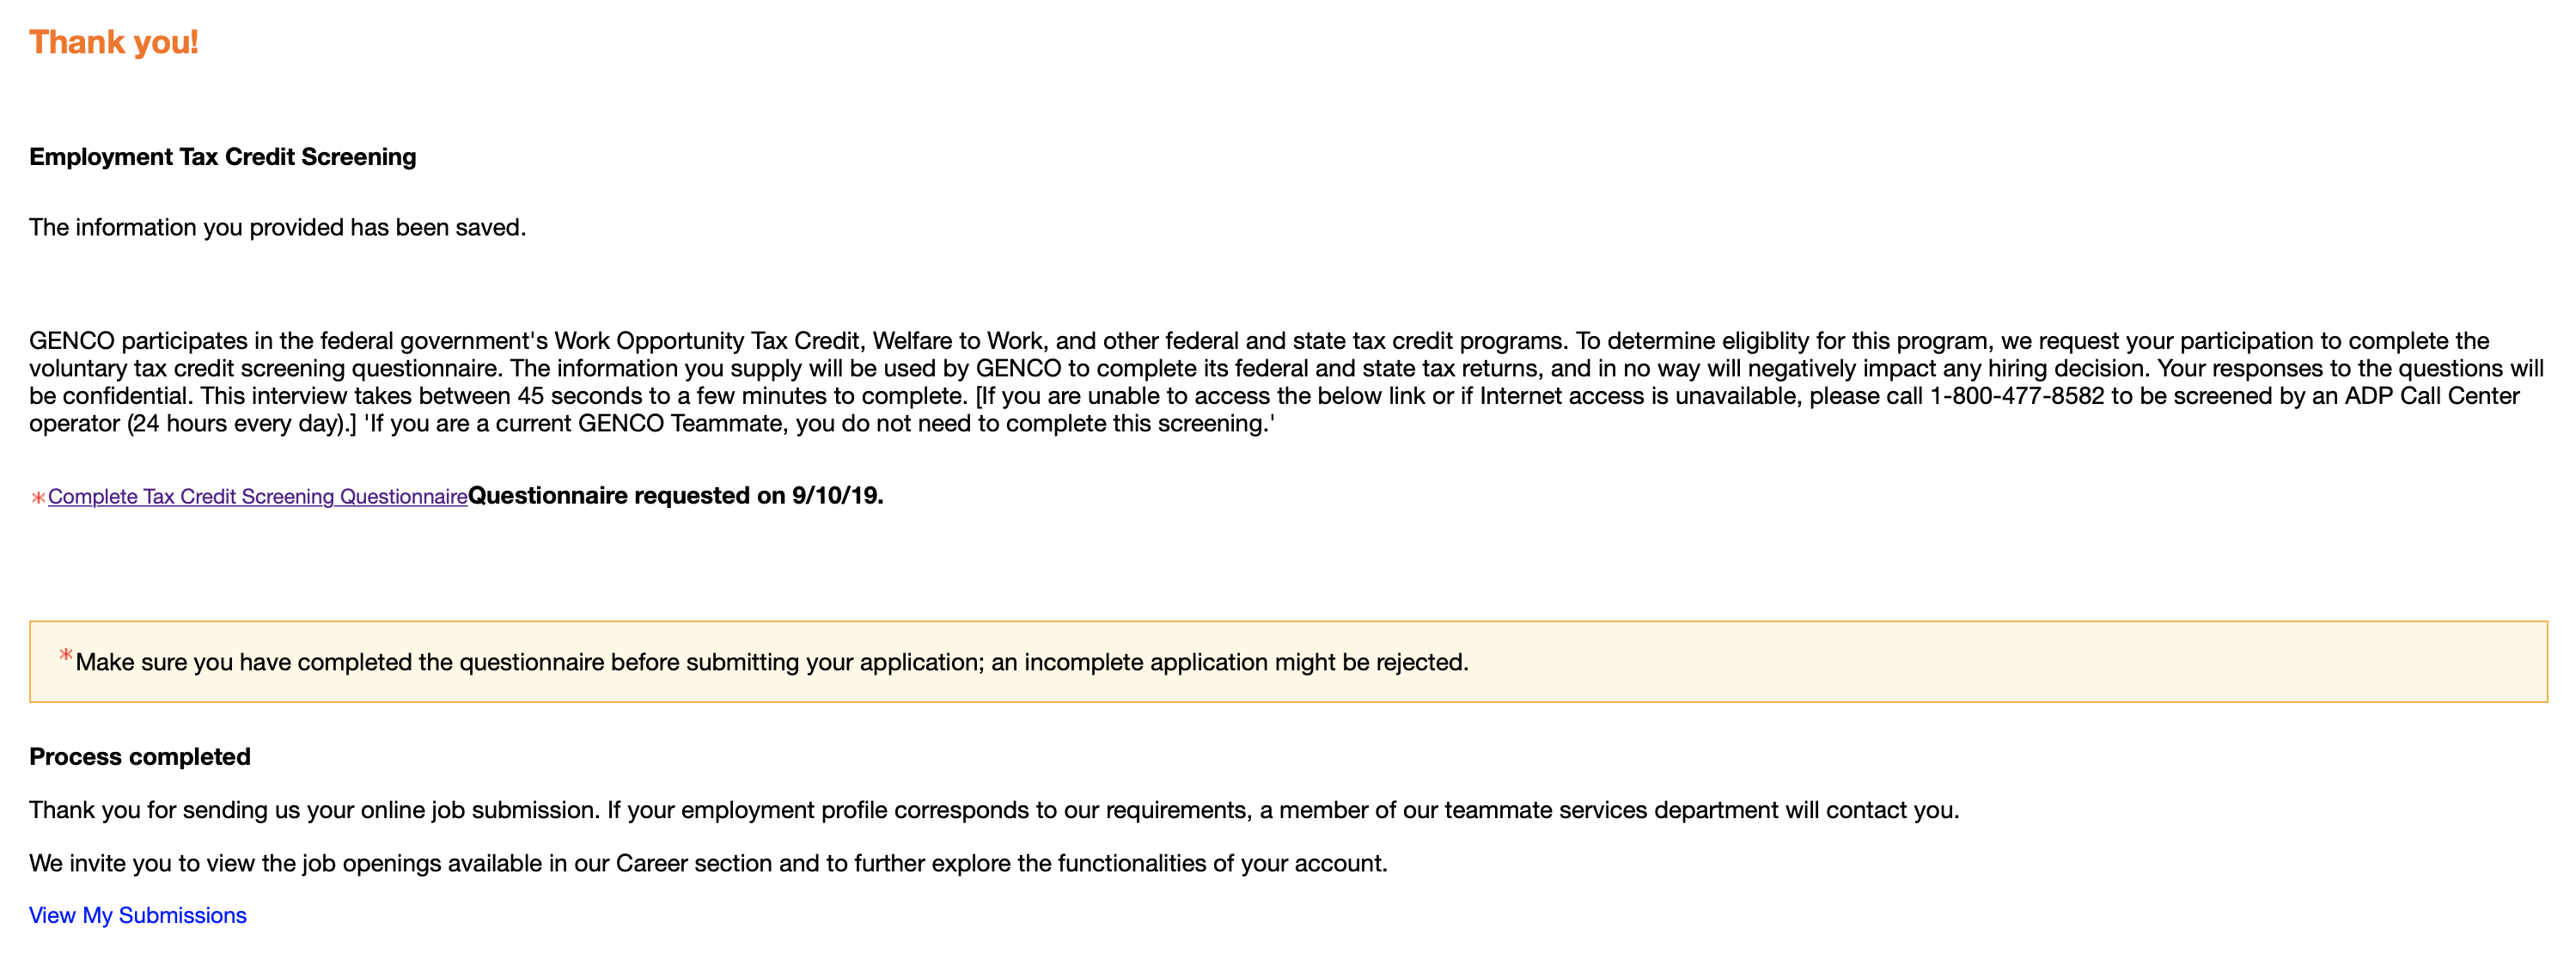 Thank you!
Employment Tax Credit Screening
The information you provided has been saved.
GENCO participates in the federal government's Work Opportunity Tax Credit, Welfare to Work, and other federal and state tax credit programs. To determine eligiblity for this program, we request your participation to complete the
voluntary tax credit screening questionnaire. The information you supply will be used by GENCO to complete its federal and state tax returns, and in no way will negatively impact any hiring decision. Your responses to the questions will
be confidential. This interview takes between 45 seconds to a few minutes to complete. [If you are unable to access the below link or if Internet access is unavailable, please call 1-800-477-8582 to be screened by an ADP Call Center
operator (24 hours every day).] 'If you are a current GENCO Teammate, you do not need to complete this screening.'
*Complete Tax Credit Screening QuestionnaireQuestionnaire requested on 9/10/19.
*Make sure you have completed the questionnaire before submitting your application; an incomplete application might be rejected.
Process completed
Thank you for sending us your online job submission. If your employment profile corresponds to our requirements, a member of our teammate services department will contact you.
We invite you to view the job openings available in our Career section and to further explore the functionalities of your account.
View My Submissions